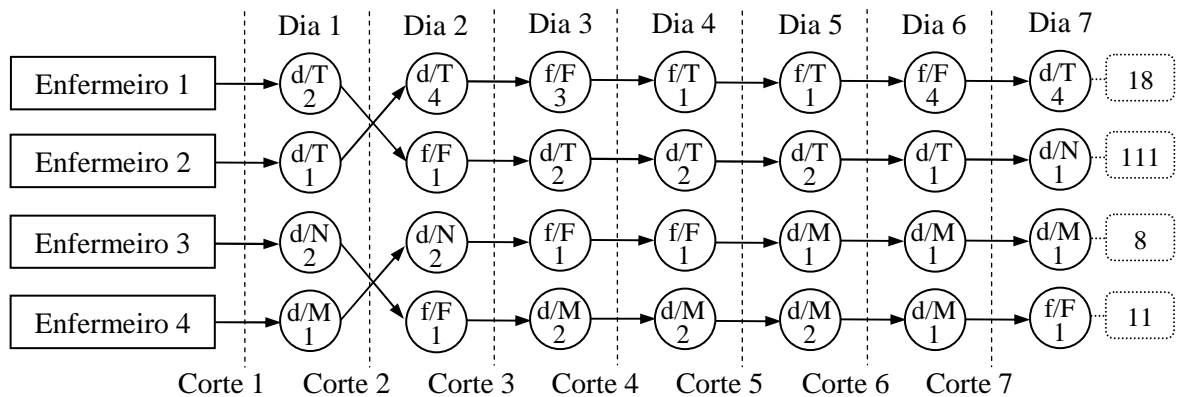 Dia 1 Dia 2 Dia 3 Dia 4 Dia 5 Dia 6 Dia 7
Enfermeiro 1 d/T 2 d/T 4 f/F 3 f/T 1 f/T 1 f/F 4 d/T 4 18
Enfermeiro 2 d/T 1 f/F 1 d/T 2 d/T 2 d/T 2 d/T 1 d/N 1 111
Enfermeiro 3 d/N 2 d/N 2 f/F 1 f/F 1 d/M 1 d/M 1 d/M 1 8
Enfermeiro 4 d/M 1 f/F 1 d/M 2 d/M 2 d/M 2 d/M 1 f/F 1 11
Corte 1 Corte 2 Corte 3 Corte 4 Corte 5 Corte 6 Corte 7